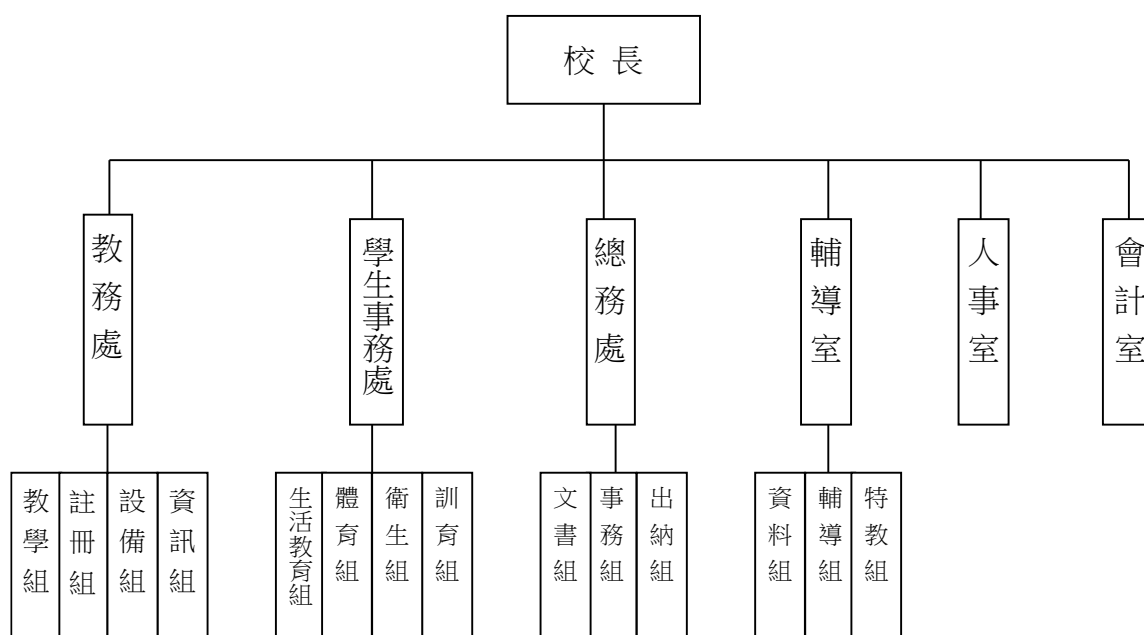 校長
教務處
學生事務處
總務處
輔導室
人事室
會計室
教學組
註冊組
設備組
資訊組
生活教育組
體育組
衛生組
訓育組
文書組
事務組
出納組
資料組
輔導組
特教組